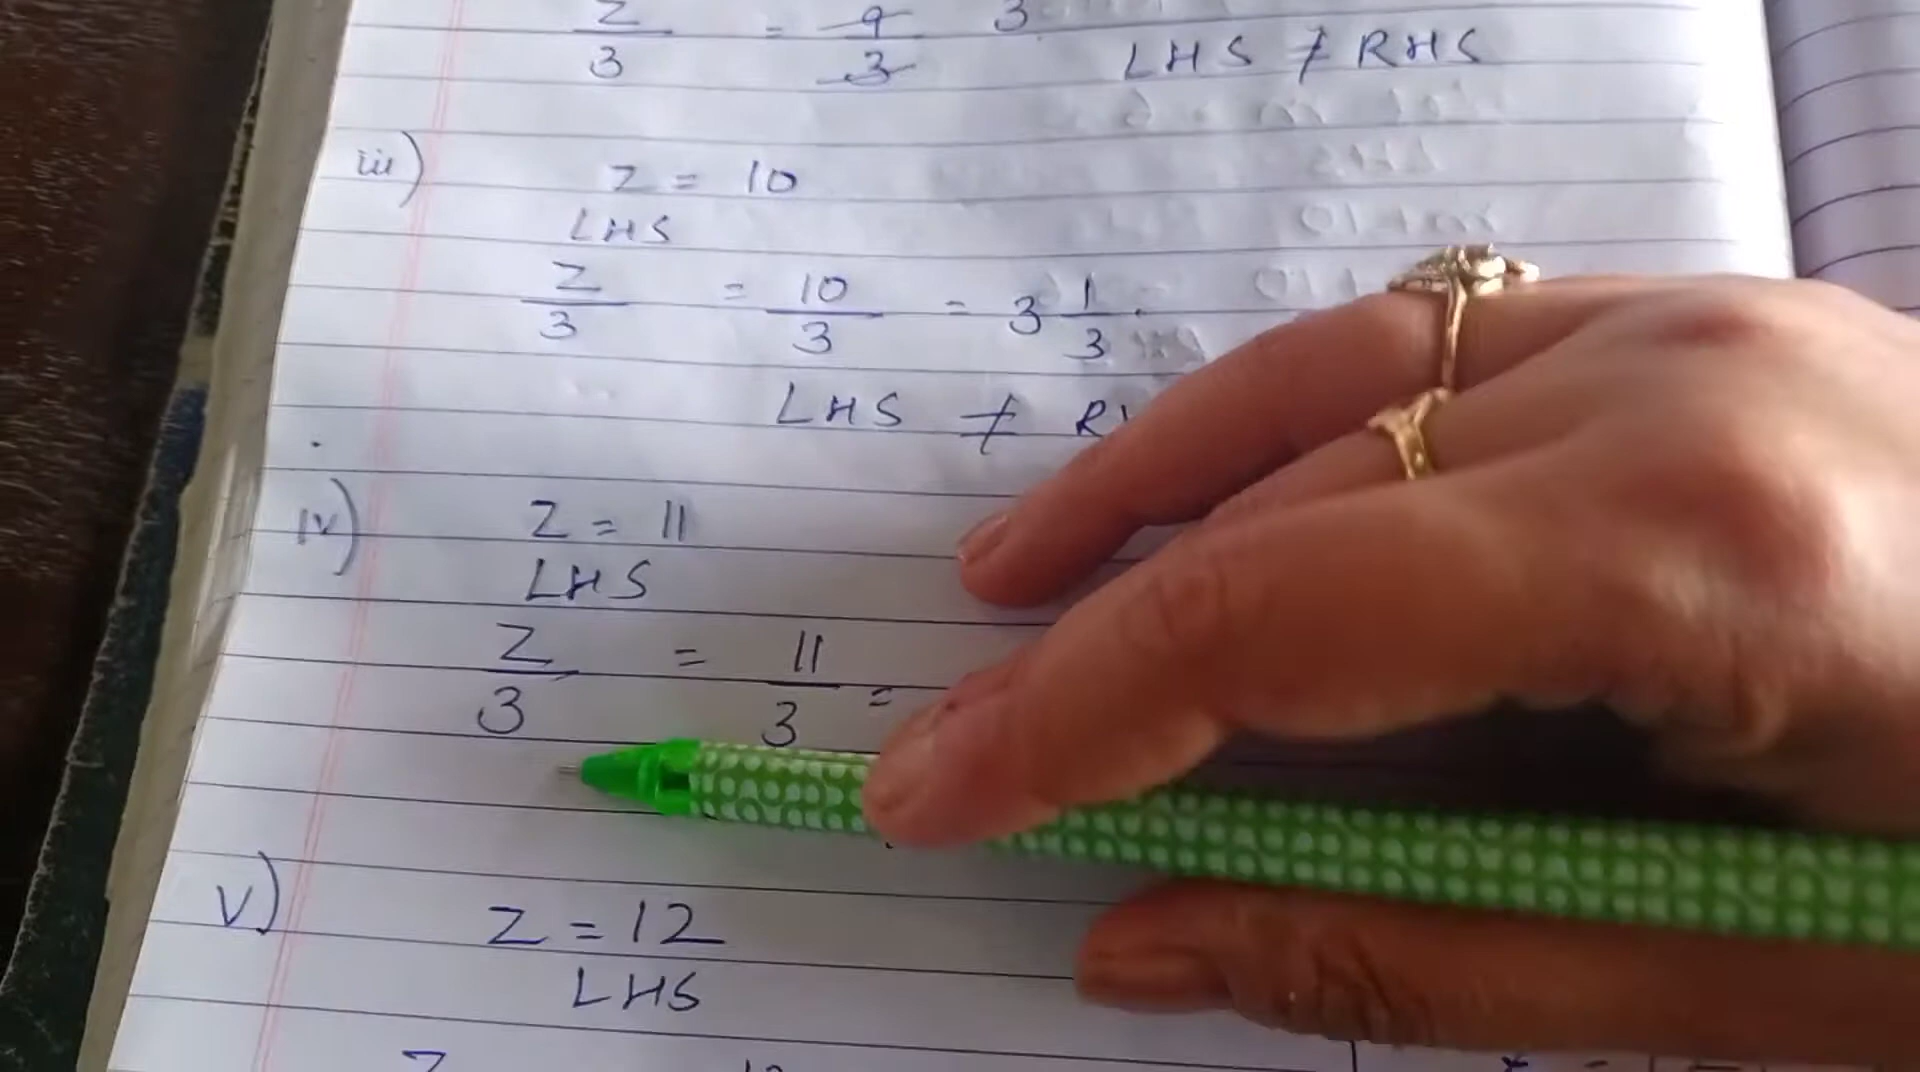 z/3 = 9/3 3
LHS ≠ RHS
iii) z = 10
LHS
z/3 = 10/3 = 3 1/3.
LHS ≠
iv) z = 11
LHS
z/3 = 11/3 =
v) z = 12
LHS